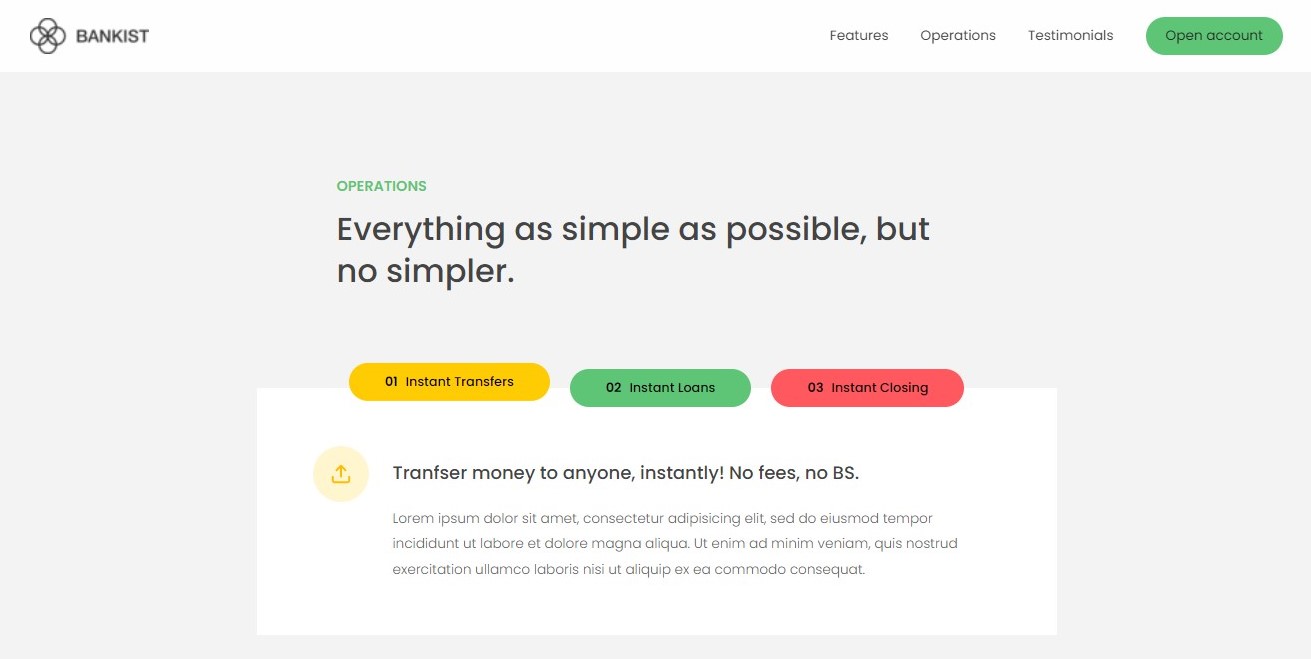 BANKIST
Features Operations Testimonials Open account
OPERATIONS
Everything as simple as possible, but
no simpler.
01 Instant Transfers 02 Instant Loans 03 Instant Closing
Tranfser money to anyone, instantly! No fees, no BS.
Lorem ipsum dolor sit amet, consectetur adipisicing elit, sed do eiusmod tempor
incididunt ut labore et dolore magna aliqua. Ut enim ad minim veniam, quis nostrud
exercitation ullamco laboris nisi ut aliquip ex ea commodo consequat.